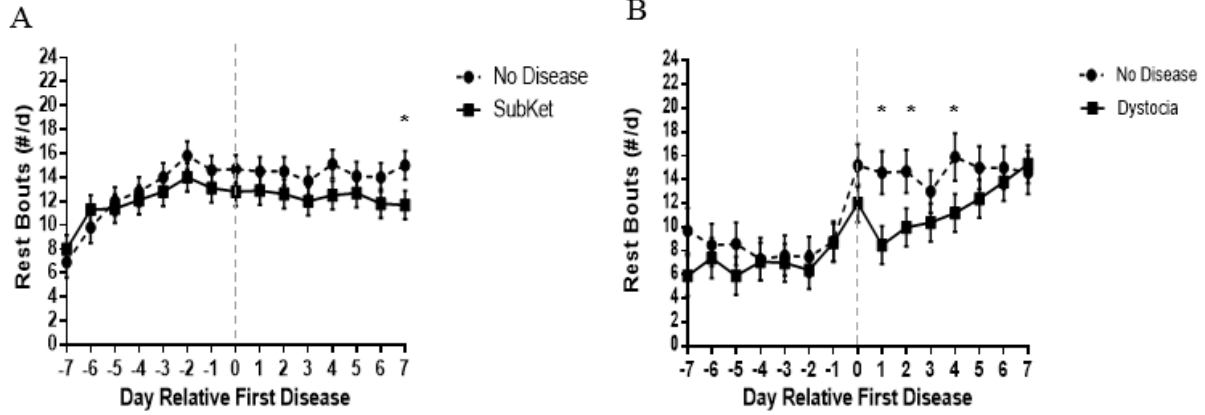 A
24
22
20
18
16
14
12
10
8
6
4
2
0
Rest Bouts (#/d)
-7 -6 -5 -4 -3 -2 -1 0 1 2 3 4 5 6 7
Day Relative First Disease
No Disease
SubKet
*
B
24
22
20
18
16
14
12
10
8
6
4
2
0
Rest Bouts (#/d)
-7 -6 -5 -4 -3 -2 -1 0 1 2 3 4 5 6 7
Day Relative First Disease
No Disease
Dystocia
* * *